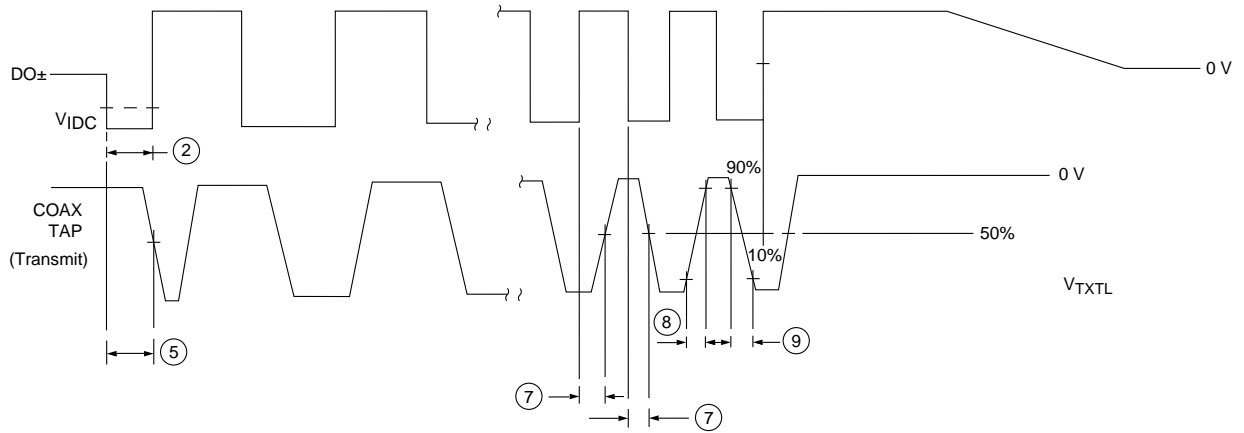 DO±
0 V
VIDC
2
90%
0 V
COAX
TAP
50%
(Transmit)
10%
VTXTL
8
5
9
7
7